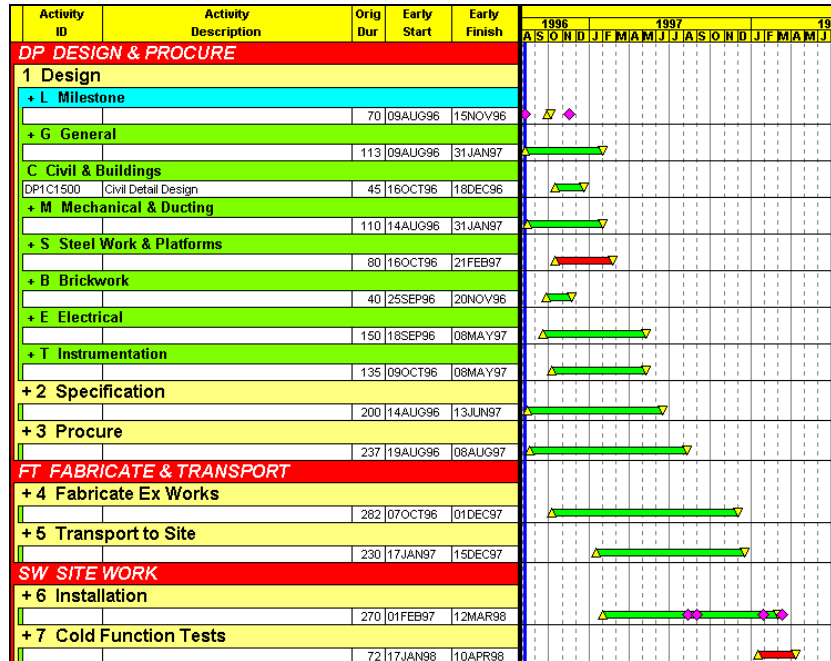 Activity ID Activity Description Orig Dur Early Start Early Finish
1996 1997 19
A S O N D J F M A M J J A S O N D J F M A M J
DP DESIGN & PROCURE
1 Design
+ L Milestone
70 09AUG96 15NOV96
+ G General
113 09AUG96 31JAN97
C Civil & Buildings
DP1C1500 Civil Detail Design 45 16OCT96 18DEC96
+ M Mechanical & Ducting
110 14AUG96 31JAN97
+ S Steel Work & Platforms
80 16OCT96 21FEB97
+ B Brickwork
40 25SEP96 20NOV96
+ E Electrical
150 18SEP96 08MAY97
+ T Instrumentation
135 09OCT96 08MAY97
+ 2 Specification
200 14AUG96 13JUN97
+ 3 Procure
237 19AUG96 08AUG97
FT FABRICATE & TRANSPORT
+ 4 Fabricate Ex Works
282 07OCT96 01DEC97
+ 5 Transport to Site
230 17JAN97 15DEC97
SW SITE WORK
+ 6 Installation
270 01FEB97 12MAR98
+ 7 Cold Function Tests
72 17JAN98 10APR98